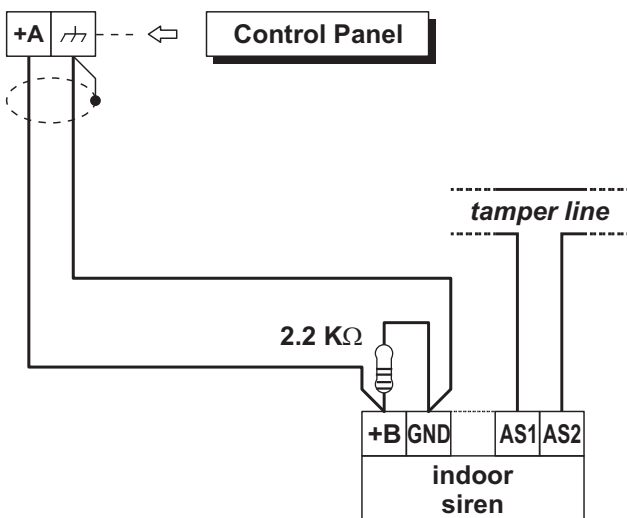 +A
Control Panel
tamper line
2.2 KΩ
+B GND AS1 AS2
indoor
siren